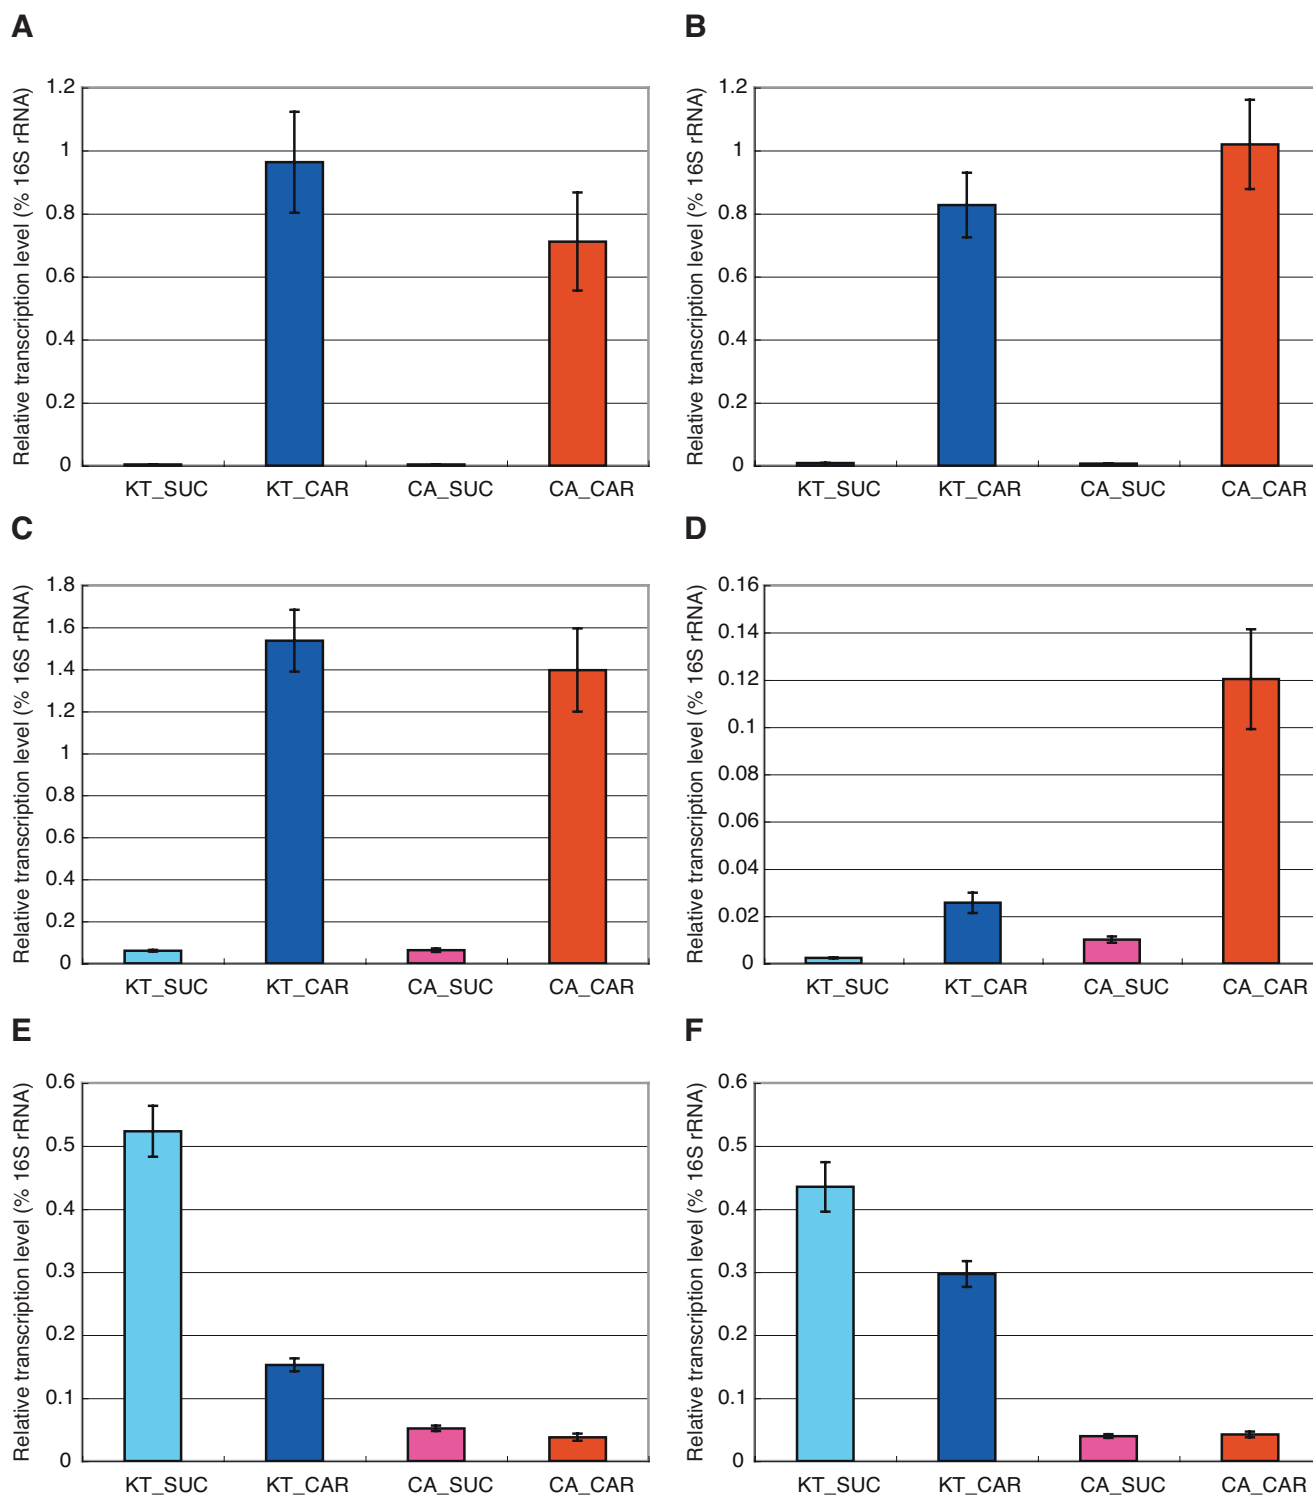 A
Relative transcription level (% 16S rRNA)
1.2
1
0.8
0.6
0.4
0.2
0
KT_SUC KT_CAR CA_SUC CA_CAR
B
Relative transcription level (% 16S rRNA)
1.2
1
0.8
0.6
0.4
0.2
0
KT_SUC KT_CAR CA_SUC CA_CAR
C
Relative transcription level (% 16S rRNA)
1.8
1.6
1.4
1.2
1
0.8
0.6
0.4
0.2
0
KT_SUC KT_CAR CA_SUC CA_CAR
D
Relative transcription level (% 16S rRNA)
0.16
0.14
0.12
0.1
0.08
0.06
0.04
0.02
0
KT_SUC KT_CAR CA_SUC CA_CAR
E
Relative transcription level (% 16S rRNA)
0.6
0.5
0.4
0.3
0.2
0.1
0
KT_SUC KT_CAR CA_SUC CA_CAR
F
Relative transcription level (% 16S rRNA)
0.6
0.5
0.4
0.3
0.2
0.1
0
KT_SUC KT_CAR CA_SUC CA_CAR